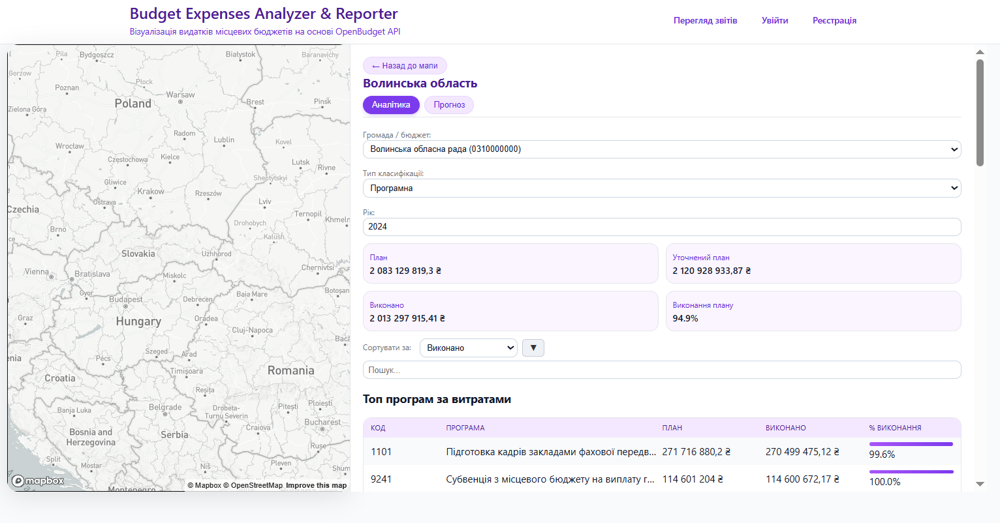 Budget Expenses Analyzer & Reporter
Візуалізація видатків місцевих бюджетів на основі OpenBudget API
Перегляд звітів
Увійти
Реєстрація
← Назад до мапи
Волинська область
Аналітика
Прогноз
Громада / бюджет:
Волинська обласна рада (0310000000)
Тип класифікації:
Програмна
Рік:
2024
План
2 083 129 819,3 ₴
Уточнений план
2 120 928 933,87 ₴
Виконано
2 013 297 915,41 ₴
Виконання плану
94.9%
Сортувати за:
Виконано
▼
Пошук...
Топ програм за витратами
КОД ПРОГРАМА ПЛАН ВИКОНАНО % ВИКОНАННЯ
1101 Підготовка кадрів закладами фахової передв... 271 716 880,2 ₴ 270 499 475,12 ₴ 99.6%
9241 Субвенція з місцевого бюджету на виплату г... 114 601 204 ₴ 114 600 672,17 ₴ 100.0%
Pila
Bydgoszcz
Białystok
Baranavichy
Gorzow
Płock
Poznan
Warsaw
Poland
Brest
Pinsk
Zielona Góra
Radom
Lublin
Kovel
Wrocław
Częstochowa
Kielce
Lutsk
Rivne
Gliwice
Sheptytskyi
Krakow
Rzeszów
Ostrava
Lviv
Czechia
Ternopil
Khmeln
Drohobych
Brno
Kalush
Slovakia
Uzhhorod
Vienna
Bratislava
Miskolc
Chernivtsi
Gyor
Budapest
Debrecen
Baia Mare
Botoșan
Graz
Hungary
Oradea
Cluj-Napoca
Bacă
Szeged
Arad
Pécs
enia
Timișoara
Croatia
Romania
Reșița
Banja Luka
Belgrade
Drobeta-
Turnu Severin
Pitești
Ploiești
Bucharest
Bosnia and
Herzegovina
Serbia
Craiova
Split
Ruse
Mostar
Niš
Pleven
Shum
Montenegro
mapbox
© Mapbox © OpenStreetMap Improve this map